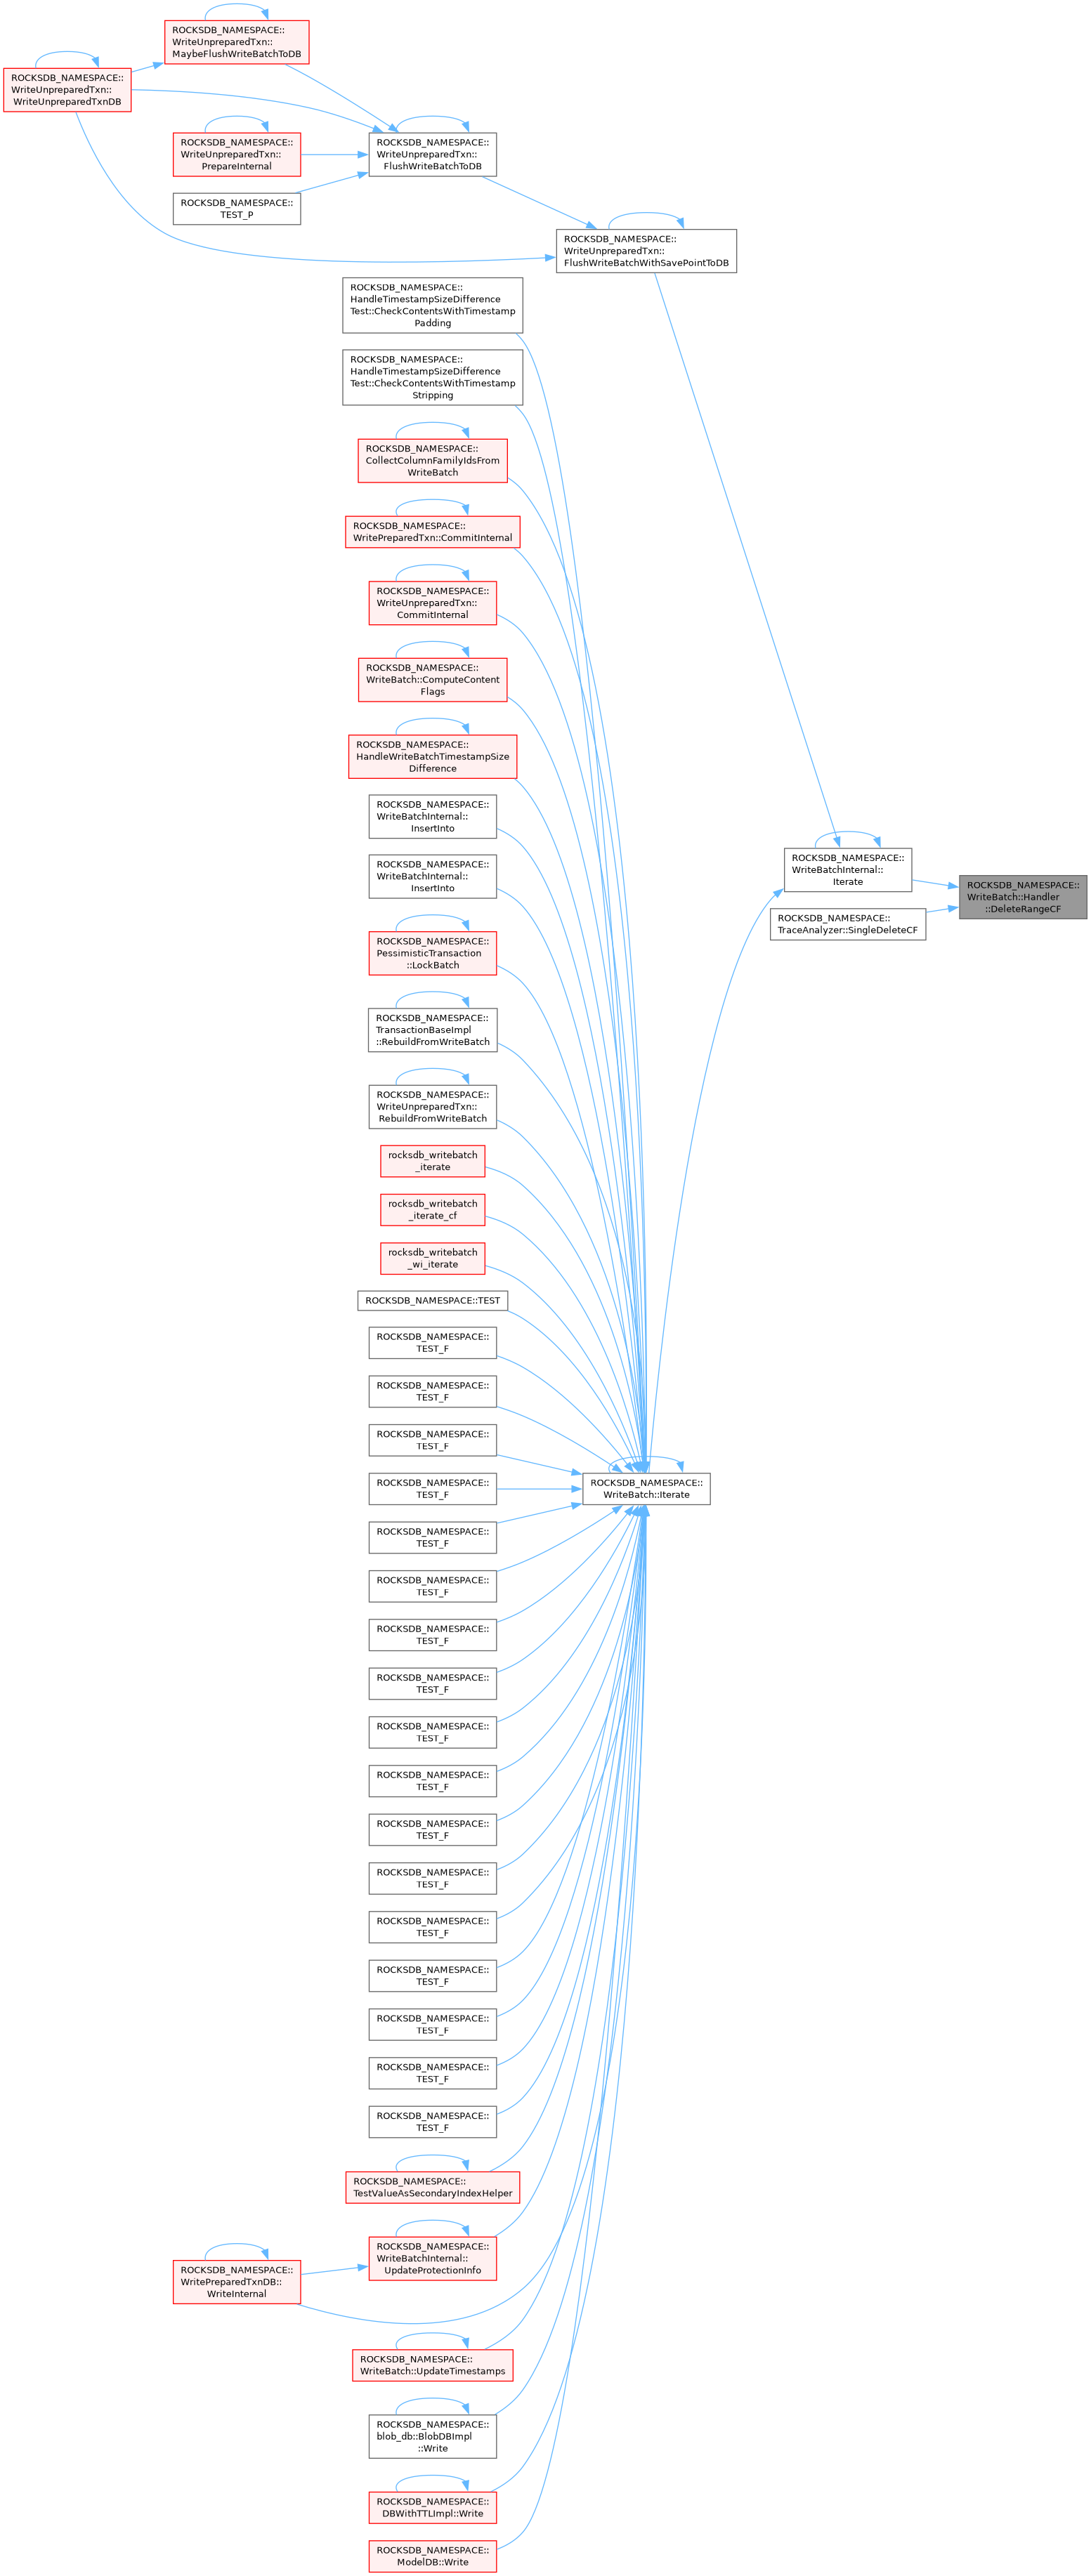 ROCKSDB_NAMESPACE::
WriteUnpreparedTxn::
MaybeFlushWriteBatchToDB
ROCKSDB_NAMESPACE::
WriteUnpreparedTxn::
WriteUnpreparedTxnDB
ROCKSDB_NAMESPACE::
WriteUnpreparedTxn::
PrepareInternal
ROCKSDB_NAMESPACE::
WriteUnpreparedTxn::
FlushWriteBatchToDB
ROCKSDB_NAMESPACE::
TEST_P
ROCKSDB_NAMESPACE::
WriteUnpreparedTxn::
FlushWriteBatchWithSavePointToDB
ROCKSDB_NAMESPACE::
HandleTimestampSizeDifference
Test::CheckContentsWithTimestamp
Padding
ROCKSDB_NAMESPACE::
HandleTimestampSizeDifference
Test::CheckContentsWithTimestamp
Stripping
ROCKSDB_NAMESPACE::
CollectColumnFamilyIdsFrom
WriteBatch
ROCKSDB_NAMESPACE::
WritePreparedTxn::CommitInternal
ROCKSDB_NAMESPACE::
WriteUnpreparedTxn::
CommitInternal
ROCKSDB_NAMESPACE::
WriteBatch::ComputeContent
Flags
ROCKSDB_NAMESPACE::
HandleWriteBatchTimestampSize
Difference
ROCKSDB_NAMESPACE::
WriteBatchInternal::
InsertInto
ROCKSDB_NAMESPACE::
WriteBatchInternal::
InsertInto
ROCKSDB_NAMESPACE::
WriteBatchInternal::
Iterate
ROCKSDB_NAMESPACE::
WriteBatch::Handler
::DeleteRangeCF
ROCKSDB_NAMESPACE::
TraceAnalyzer::SingleDeleteCF
ROCKSDB_NAMESPACE::
PessimisticTransaction
::LockBatch
ROCKSDB_NAMESPACE::
TransactionBaseImpl
::RebuildFromWriteBatch
ROCKSDB_NAMESPACE::
WriteUnpreparedTxn::
RebuildFromWriteBatch
rocksdb_writebatch
_iterate
rocksdb_writebatch
_iterate_cf
rocksdb_writebatch
_wi_iterate
ROCKSDB_NAMESPACE::TEST
ROCKSDB_NAMESPACE::
TEST_F
ROCKSDB_NAMESPACE::
TEST_F
ROCKSDB_NAMESPACE::
TEST_F
ROCKSDB_NAMESPACE::
TEST_F
ROCKSDB_NAMESPACE::
WriteBatch::Iterate
ROCKSDB_NAMESPACE::
TEST_F
ROCKSDB_NAMESPACE::
TEST_F
ROCKSDB_NAMESPACE::
TEST_F
ROCKSDB_NAMESPACE::
TEST_F
ROCKSDB_NAMESPACE::
TEST_F
ROCKSDB_NAMESPACE::
TEST_F
ROCKSDB_NAMESPACE::
TEST_F
ROCKSDB_NAMESPACE::
TEST_F
ROCKSDB_NAMESPACE::
TEST_F
ROCKSDB_NAMESPACE::
TEST_F
ROCKSDB_NAMESPACE::
TEST_F
ROCKSDB_NAMESPACE::
TEST_F
ROCKSDB_NAMESPACE::
TEST_F
ROCKSDB_NAMESPACE::
TestValueAsSecondaryIndexHelper
ROCKSDB_NAMESPACE::
WriteBatchInternal::
UpdateProtectionInfo
ROCKSDB_NAMESPACE::
WritePreparedTxnDB::
WriteInternal
ROCKSDB_NAMESPACE::
WriteBatch::UpdateTimestamps
ROCKSDB_NAMESPACE::
blob_db::BlobDBImpl
::Write
ROCKSDB_NAMESPACE::
DBWithTTLImpl::Write
ROCKSDB_NAMESPACE::
ModelDB::Write